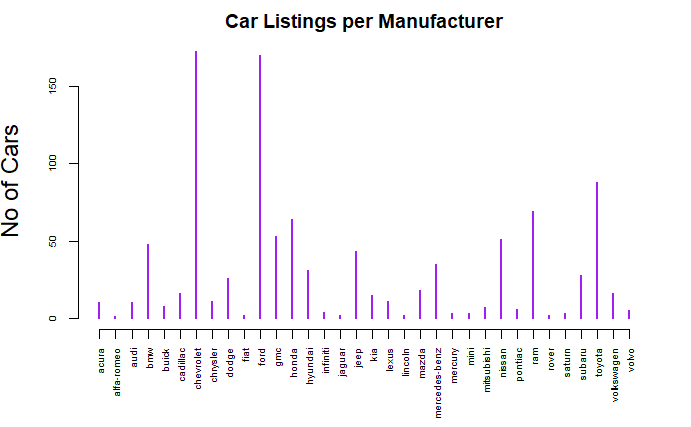 Car Listings per Manufacturer
No of Cars
150
100
50
0
acura
alfa-romeo
audi
bmw
buick
cadillac
chevrolet
chrysler
dodge
fiat
ford
gmc
honda
hyundai
infiniti
jaguar
jeep
kia
lexus
lincoln
mazda
mercedes-benz
mercury
mini
mitsubishi
nissan
pontiac
ram
rover
saturn
subaru
toyota
volkswagen
volvo